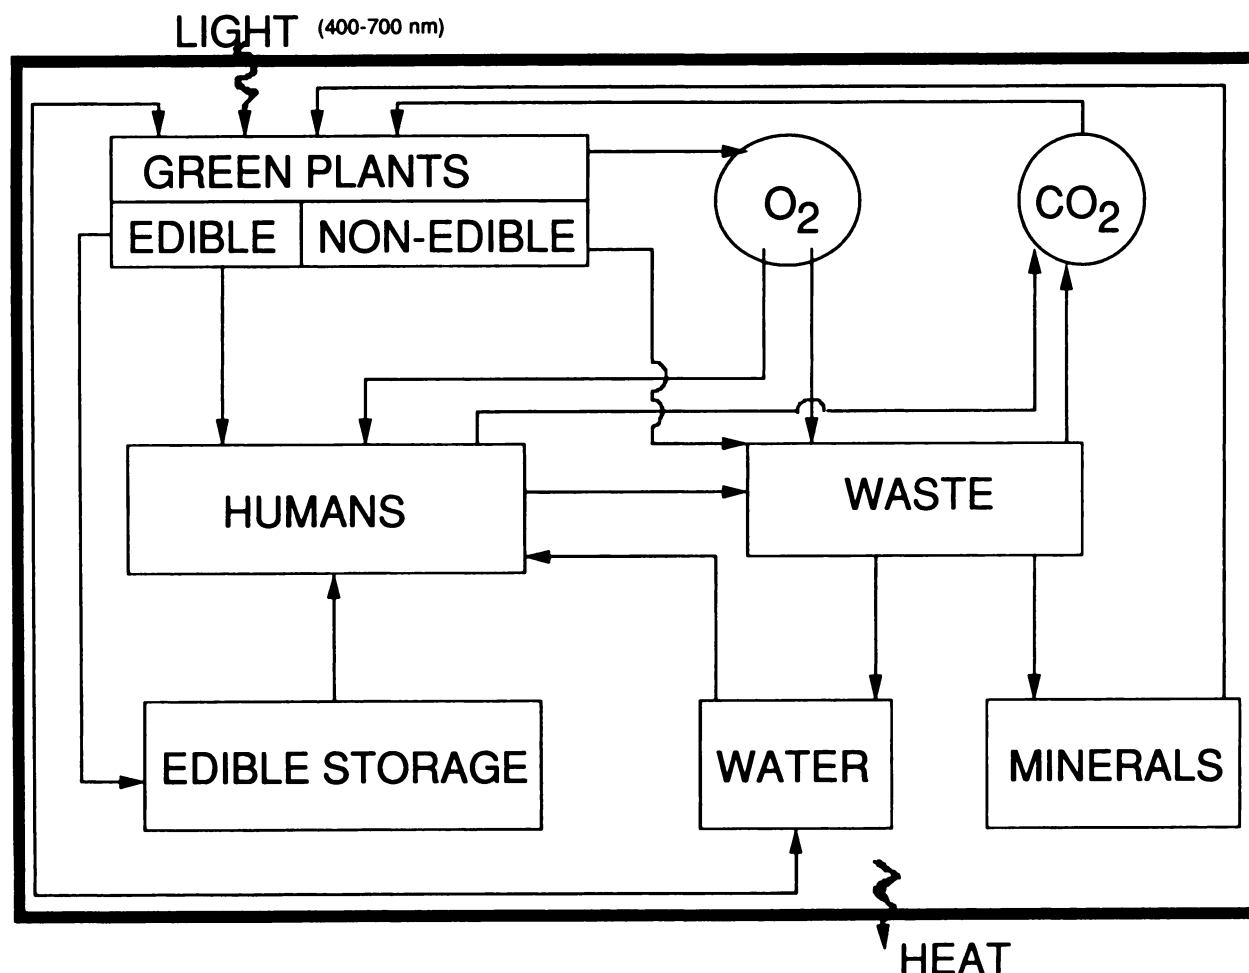 LIGHT (400-700 nm)
GREEN PLANTS
EDIBLE
NON-EDIBLE
O2
CO2
HUMANS
WASTE
EDIBLE STORAGE
WATER
MINERALS
HEAT